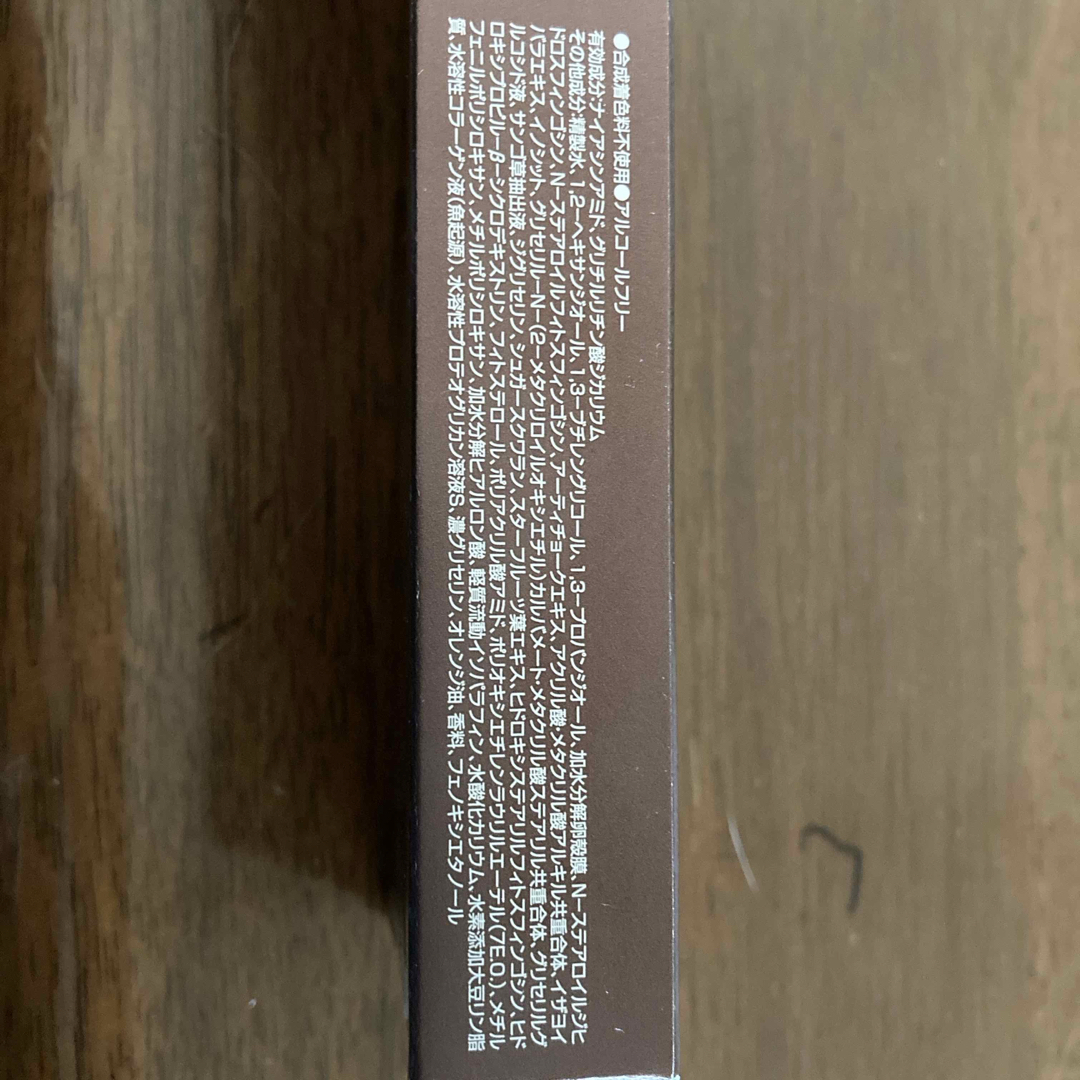 ●合成着色料不使用●アルコールフリー
有効成分:ナイアシンアミド、グリチルリチン酸ジカリウム
その他成分:精製水、1,2-ヘキサンジオール、1,3-ブチレングリコール、1,3-プロパンジオール、加水分解卵殻膜、N-ステアロイルジヒ
ドロスフィンゴシン、N-ステアロイルフィトスフィンゴシン、アーティチョークエキス、アクリル酸・メタクリル酸アルキル共重合体、イザヨイ
バラエキス、イノシット、グリセリル-N-(2-メタクリロイルオキシエチル)カルバメート・メタクリル酸ステアリル共重合体、グリセリルグ
ルコシド液、サンゴ草抽出液、ジグリセリン、シュガースクワラン、スターフルーツ葉エキス、ヒドロキシステアリルフィトスフィンゴシン、ヒド
ロキシプロピル-β-シクロデキストリン、フィトステロール、ポリアクリル酸アミド、ポリオキシエチレンラウリルエーテル(7E.O.)、メチル
フェニルポリシロキサン、メチルポリシロキサン、加水分解ヒアルロン酸、軽質流動イソパラフィン、水酸化カリウム、水素添加大豆リン脂
質、水溶性コラーゲン液(魚起源)、水溶性プロテオグリカン溶液S、濃グリセリン、オレンジ油、香料、フェノキシエタノール